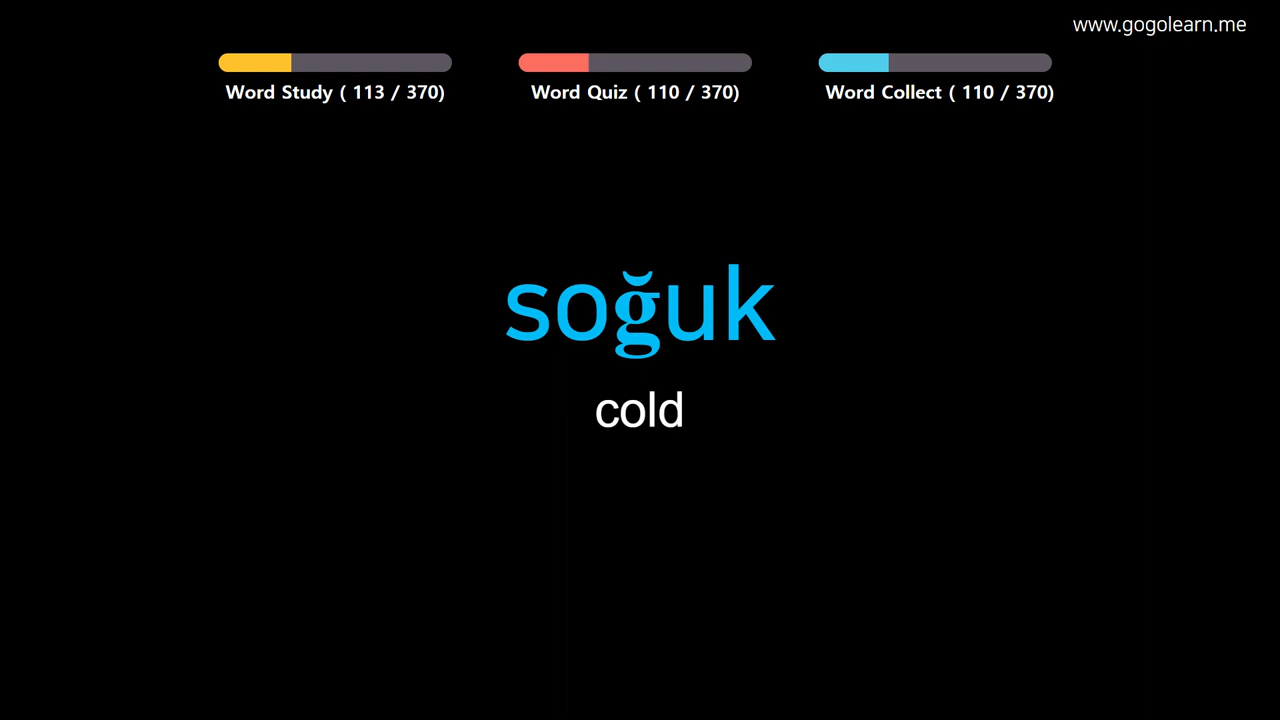 www.gogolearn.me
Word Study ( 113 / 370)
Word Quiz ( 110 / 370)
Word Collect ( 110 / 370)
soğuk
cold